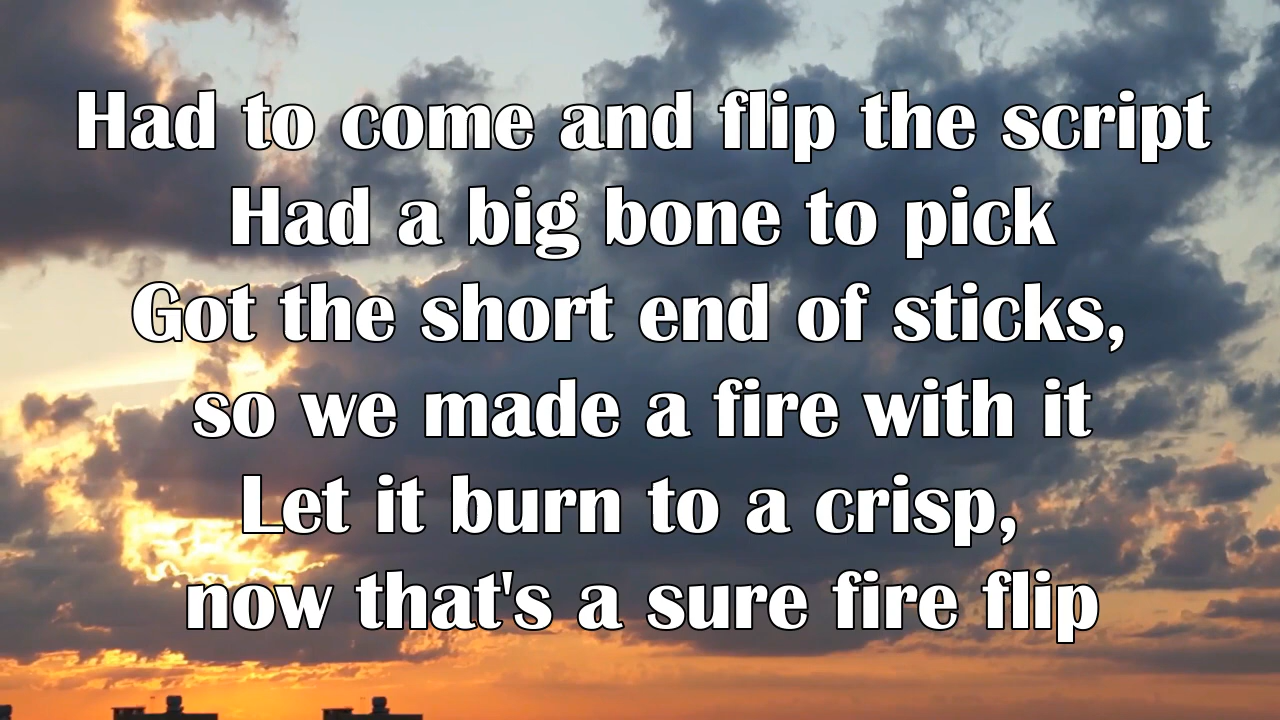 Had to come and flip the script
Had a big bone to pick
Got the short end of sticks,
so we made a fire with it
Let it burn to a crisp,
now that's a sure fire flip